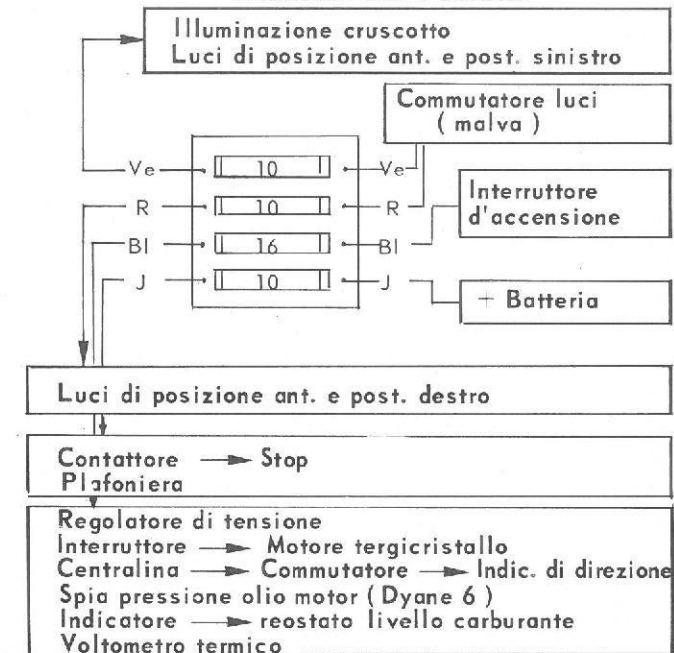 Illuminazione cruscotto
Luci di posizione ant. e post. sinistro
Commutatore luci
( malva )
Ve 10 Ve
R 10 R
Interruttore
d'accensione
Bl 16 Bl
J 10 J
+ Batteria
Luci di posizione ant. e post. destro
Contattore Stop
Plafoniera
Regolatore di tensione
Interruttore Motore tergicristallo
Centralina Commutatore Indic. di direzione
Spia pressione olio motor ( Dyane 6 )
Indicatore reostato livello carburante
Voltometro termico